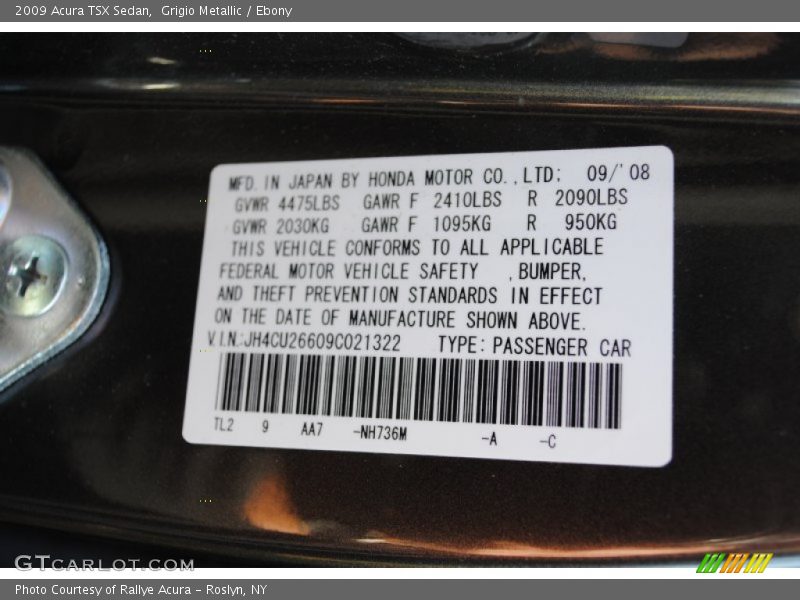 2009 Acura TSX Sedan,  Grigio Metallic / Ebony
MFD. IN JAPAN BY HONDA MOTOR CO., LTD: 09/'08
GVWR 4475LBS GAWR F 2410LBS R 2090LBS
GVWR 2030KG GAWR F 1095KG R 950KG
THIS VEHICLE CONFORMS TO ALL APPLICABLE
FEDERAL MOTOR VEHICLE SAFETY ,BUMPER,
AND THEFT PREVENTION STANDARDS IN EFFECT
ON THE DATE OF MANUFACTURE SHOWN ABOVE.
V.I.N.:JH4CU26609C021322 TYPE: PASSENGER CAR
TL2 9 AA7 -NH736M -A -C
GTCARLOT.COM
Photo Courtesy of Rallye Acura – Roslyn, NY